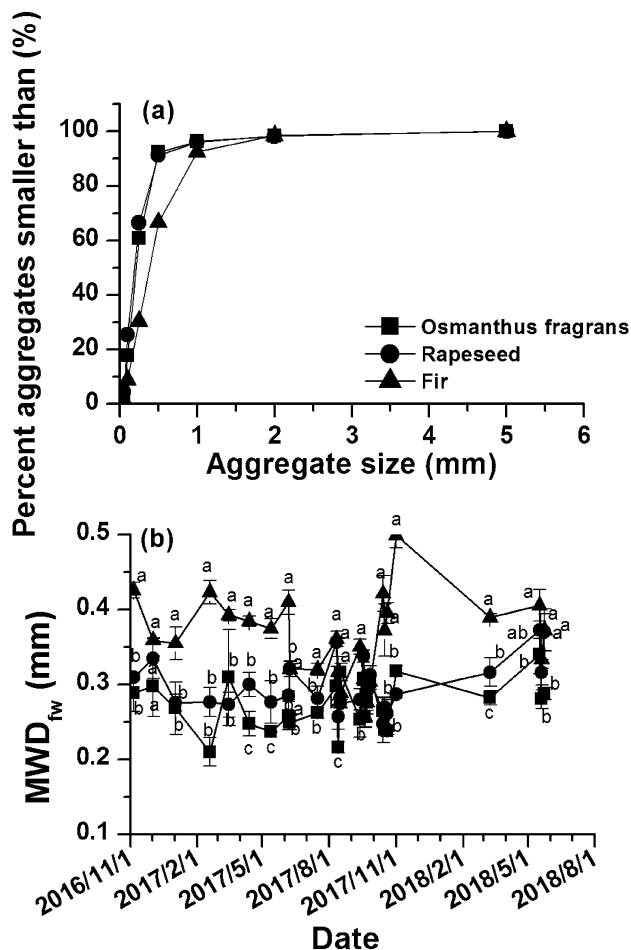 Percent aggregates smaller than (%)
(a)
100
80
60
40
20
0
Osmanthus fragrans
Rapeseed
Fir
0 1 2 3 4 5 6
Aggregate size (mm)
MWDfw (mm)
(b)
0.5
0.4
0.3
0.2
0.1
a a a a a a a a a a a a a a a a
b b b b b b b b b b b b
c c c c
ab ab
2016/11/1 2017/2/1 2017/5/1 2017/8/1 2017/11/1 2018/2/1 2018/5/1 2018/8/1
Date